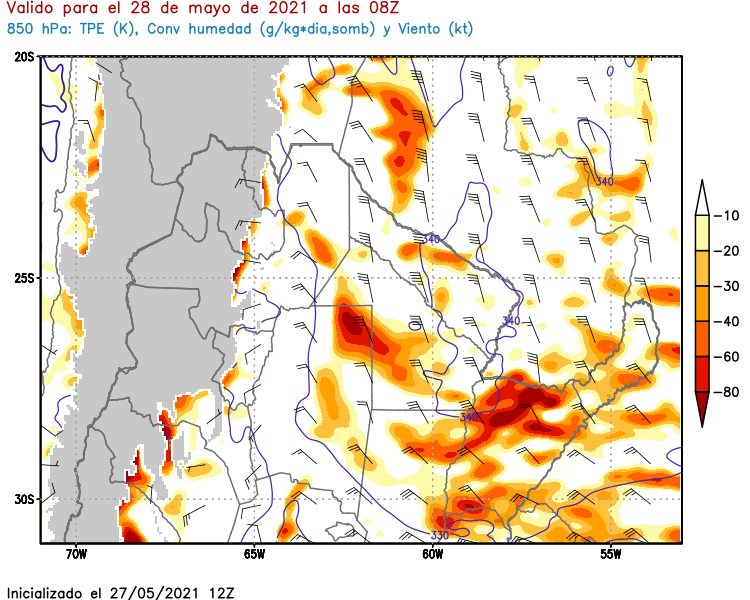 Valido para el 28 de mayo de 2021 a las 08Z
850 hPa: TPE (K), Conv humedad (g/kg*dia,somb) y Viento (kt)
20S
0
340
340
-10
25S
-20
-30
340
-40
-60
-80
340
30S
330
70W 65W 60W 55W
Inicializado el 27/05/2021 12Z